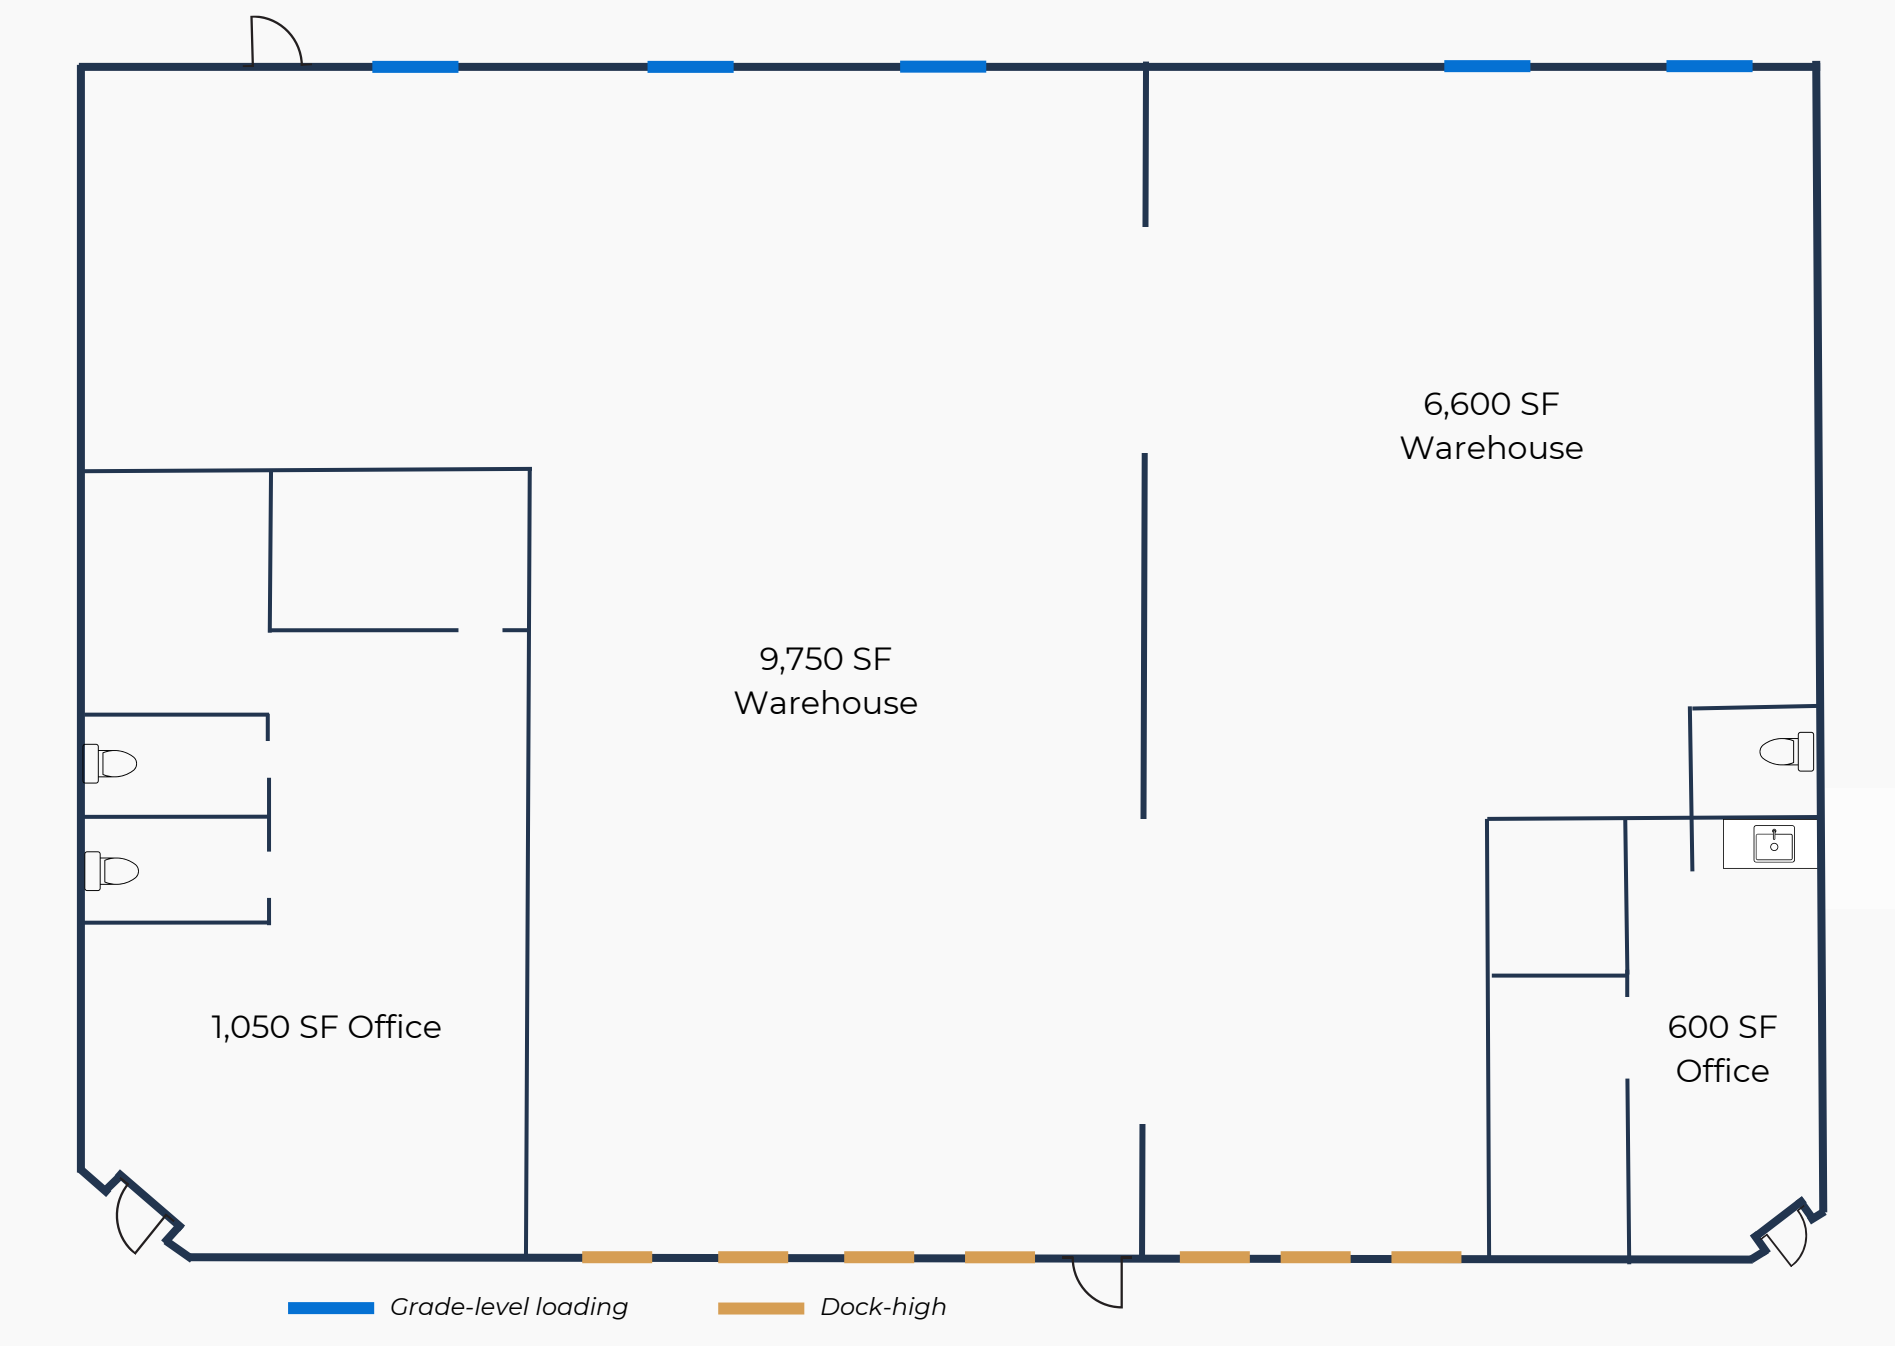 6,600 SF
Warehouse
9,750 SF
Warehouse
1,050 SF Office
600 SF
Office
Grade-level loading
Dock-high